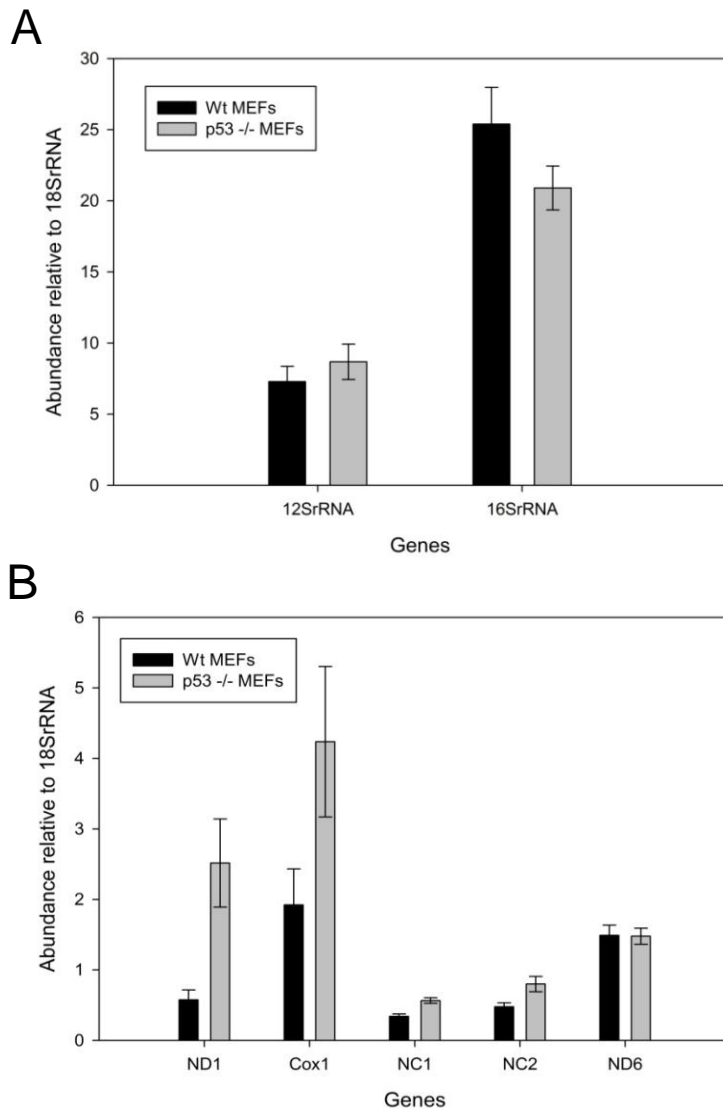 A
30
25
20
15
10
5
0
Abundance relative to 18SrRNA
Wt MEFs
p53 -/- MEFs
12SrRNA 16SrRNA
Genes
B
6
5
4
3
2
1
0
Abundance relative to 18SrRNA
Wt MEFs
p53 -/- MEFs
ND1 Cox1 NC1 NC2 ND6
Genes